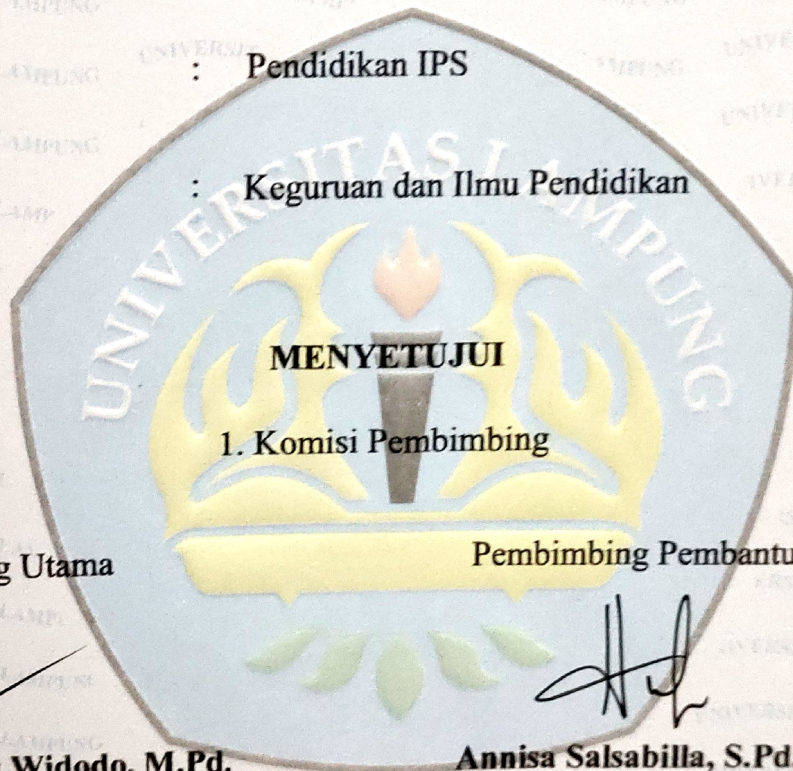 : Pendidikan IPS
: Keguruan dan Ilmu Pendidikan
UNIVERSITAS LAMPUNG
MENYETUJUI
1. Komisi Pembimbing
g Utama
Pembimbing Pembantu
Widodo, M.Pd.
Annisa Salsabilla, S.Pd.